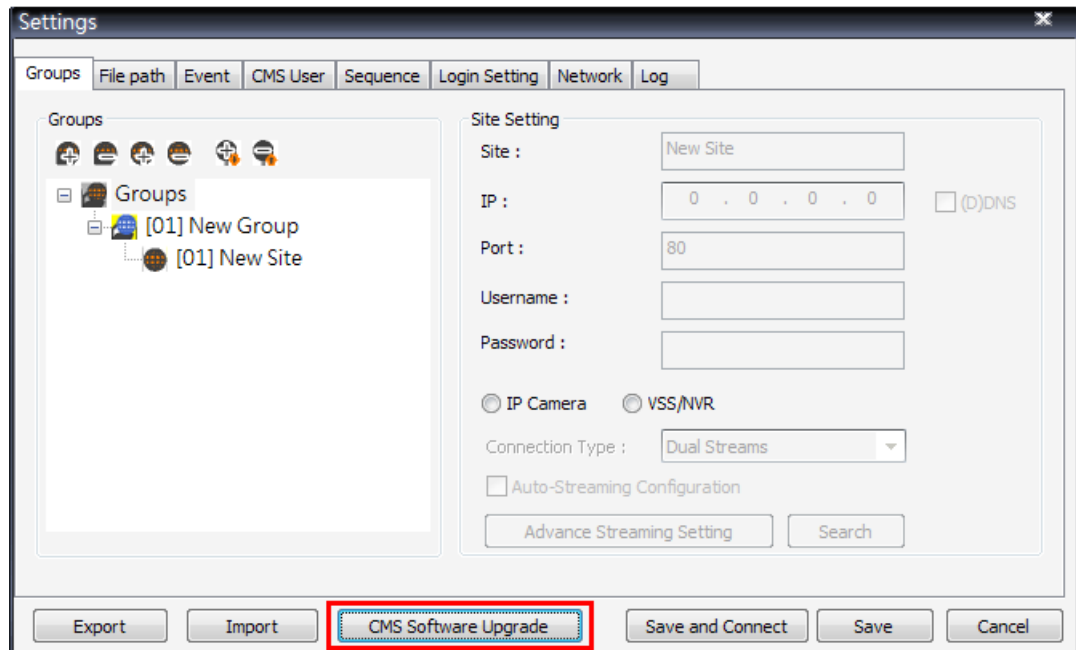 Settings
Groups File path Event CMS User Sequence Login Setting Network Log
Groups
Groups
[01] New Group
[01] New Site
Site Setting
Site : New Site
IP : 0 . 0 . 0 . 0 (D)DNS
Port : 80
Username :
Password :
IP Camera VSS/NVR
Connection Type : Dual Streams
Auto-Streaming Configuration
Advance Streaming Setting Search
Export Import CMS Software Upgrade Save and Connect Save Cancel